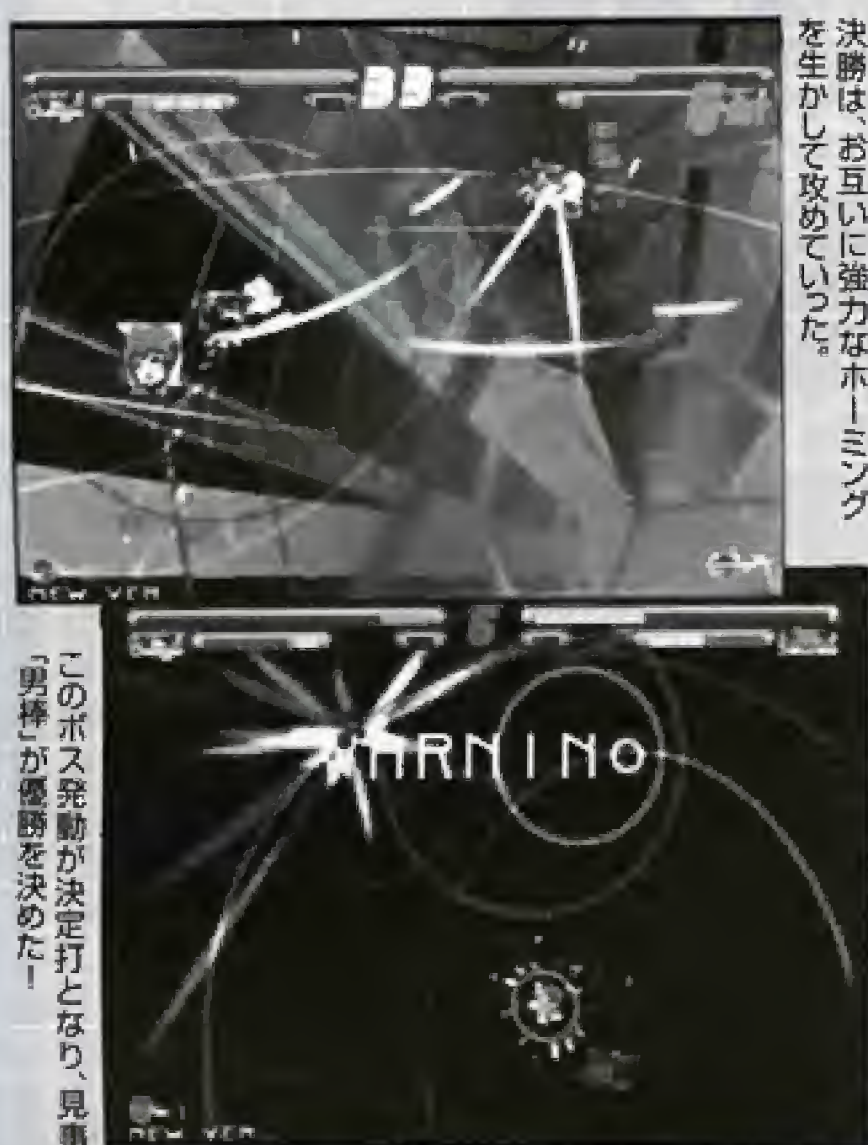 決勝は、お互いに強力なホーミング
を生かして攻めていった。
33
NEW VER
6
WARNING
NEW VER
このボス発動が決定打となり、見事
「男棒」が優勝を決めた!